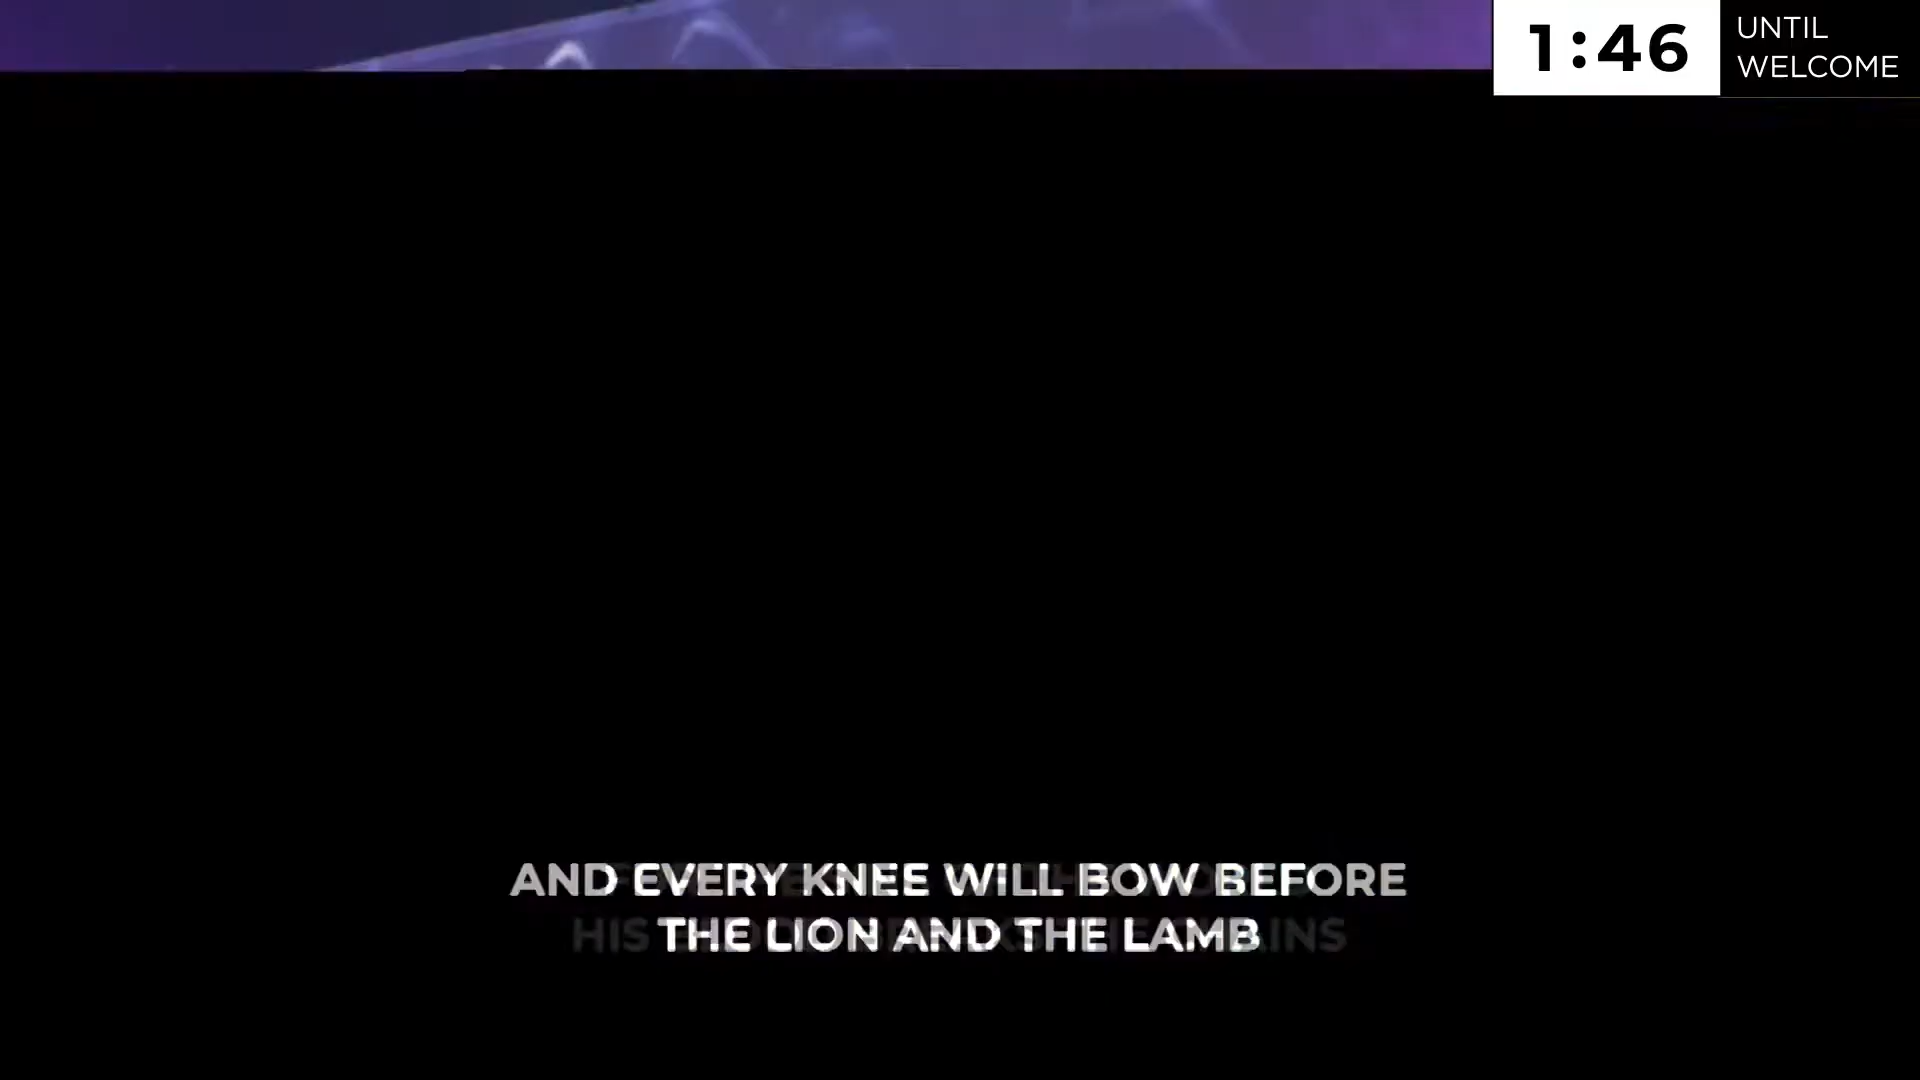 1:46
UNTIL
WELCOME
AND EVERY KNEE WILL BOW BEFORE
THE LION AND THE LAMB